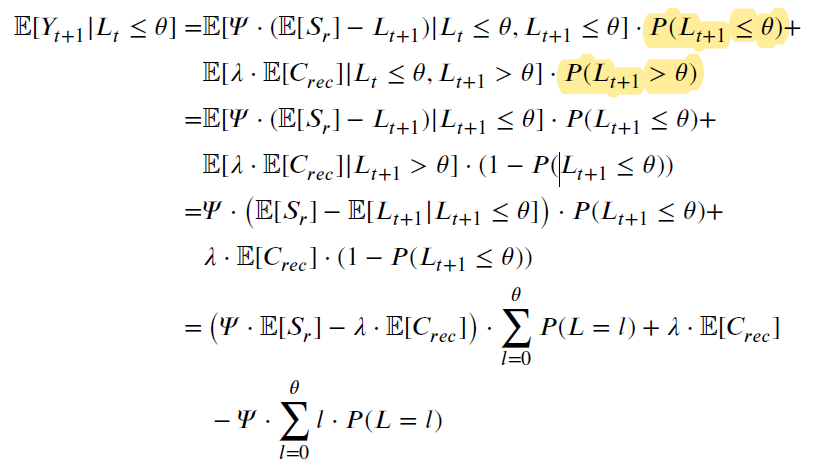 𝔼[Y_{t+1}|L_t ≤ θ] =𝔼[Ψ · (𝔼[S_r] − L_{t+1})|L_t ≤ θ, L_{t+1} ≤ θ] · P(L_{t+1} ≤ θ)+
𝔼[λ · 𝔼[C_{rec}]|L_t ≤ θ, L_{t+1} > θ] · P(L_{t+1} > θ)
=𝔼[Ψ · (𝔼[S_r] − L_{t+1})|L_{t+1} ≤ θ] · P(L_{t+1} ≤ θ)+
𝔼[λ · 𝔼[C_{rec}]|L_{t+1} > θ] · (1 − P(L_{t+1} ≤ θ))
=Ψ · (𝔼[S_r] − 𝔼[L_{t+1}|L_{t+1} ≤ θ]) · P(L_{t+1} ≤ θ)+
λ · 𝔼[C_{rec}] · (1 − P(L_{t+1} ≤ θ))
= (Ψ · 𝔼[S_r] − λ · 𝔼[C_{rec}]) · ∑_{l=0}^{θ} P(L = l) + λ · 𝔼[C_{rec}]
− Ψ · ∑_{l=0}^{θ} l · P(L = l)